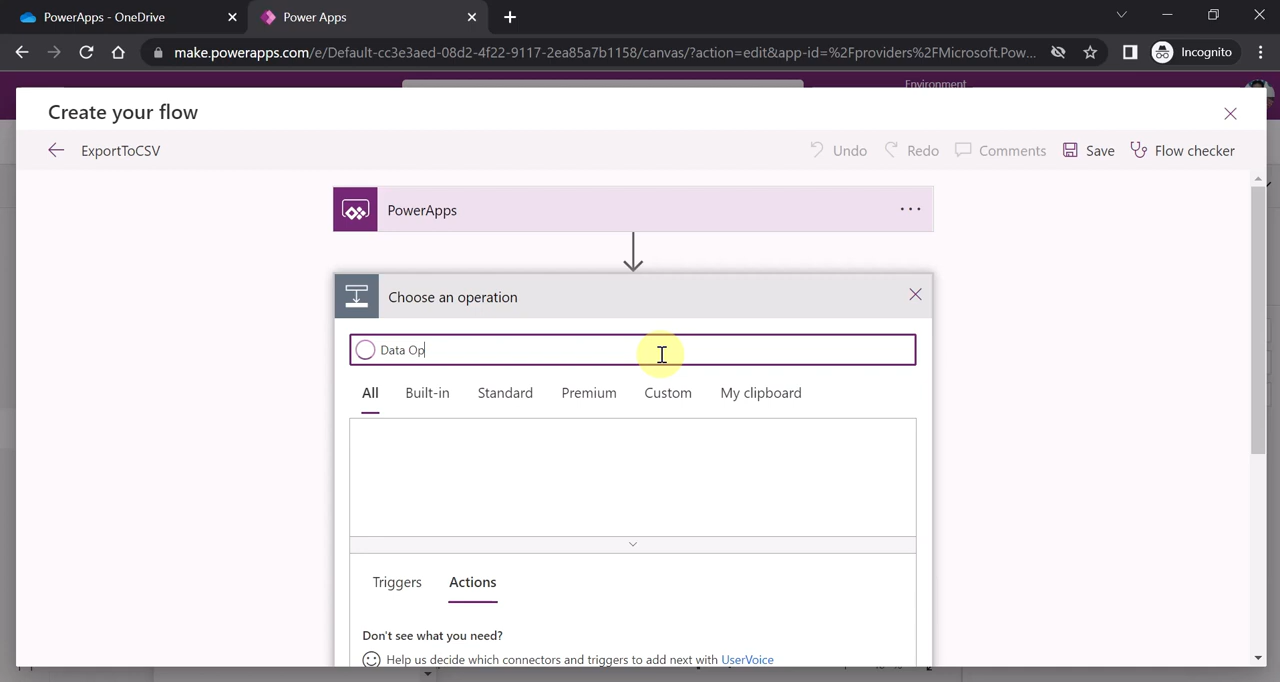 PowerApps - OneDrive
Power Apps
make.powerapps.com/e/Default-cc3e3aed-08d2-4f22-9117-2ea85a7b1158/canvas/?action=edit&app-id=%2Fproviders%2FMicrosoft.Pow...
Incognito
Environment
Create your flow
ExportToCSV
Undo
Redo
Comments
Save
Flow checker
PowerApps
Choose an operation
Data Op
All
Built-in
Standard
Premium
Custom
My clipboard
Triggers
Actions
Don't see what you need?
Help us decide which connectors and triggers to add next with UserVoice